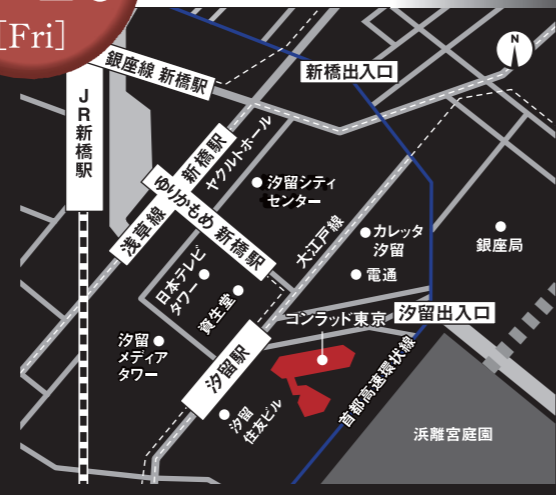 [Fri]
N
銀座線 新橋駅
新橋出入口
JR新橋駅
浅草線 新橋駅
ヤクルトホール
ゆりかもめ 新橋駅
汐留シティ
センター
大江戸線
カレッタ
汐留
銀座局
電通
日本テレビ
タワー
資生堂
コンラッド東京
汐留出入口
汐留
メディア
タワー
汐留駅
首都高速環状線
汐留
住友ビル
浜離宮庭園